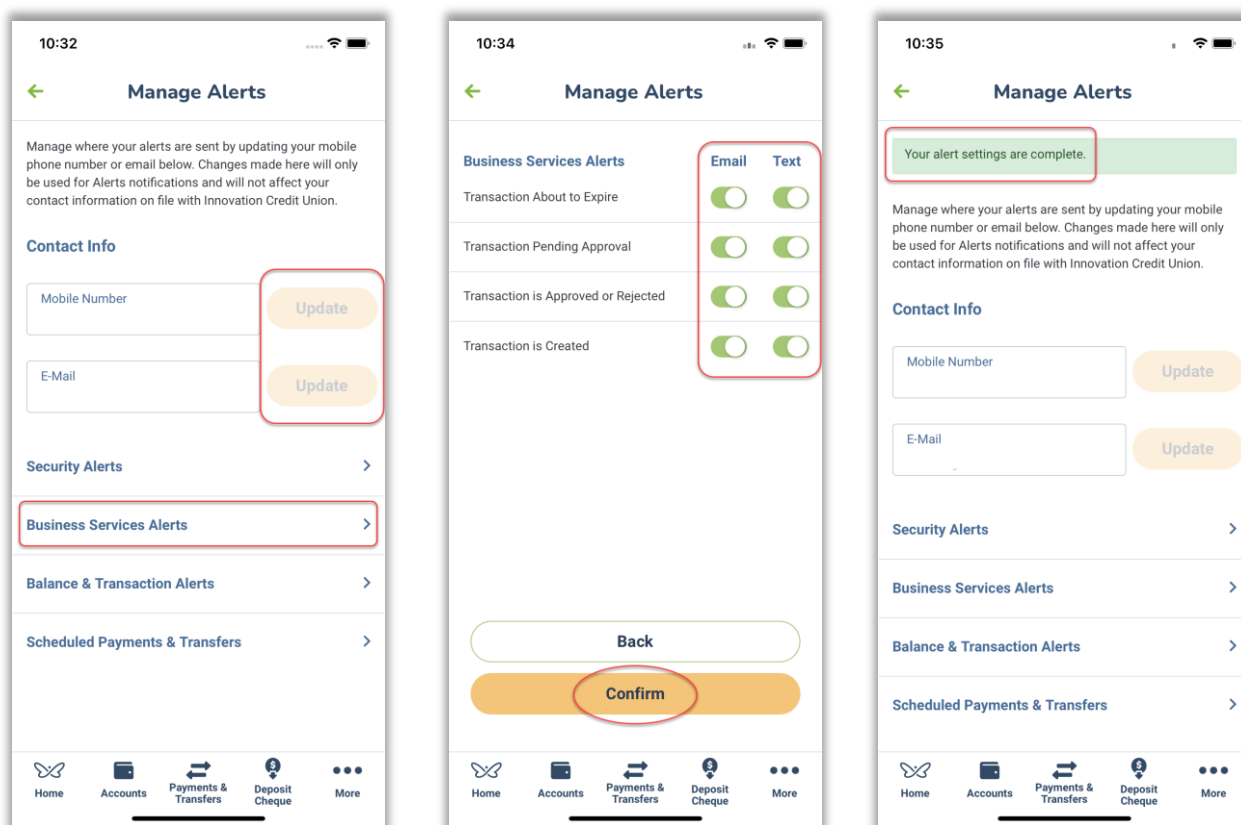 10:32
Manage Alerts
Manage where your alerts are sent by updating your mobile
phone number or email below. Changes made here will only
be used for Alerts notifications and will not affect your
contact information on file with Innovation Credit Union.
Contact Info
Mobile Number
Update
E-Mail
Update
Security Alerts
Business Services Alerts
Balance & Transaction Alerts
Scheduled Payments & Transfers
Home Accounts Payments & Transfers Deposit Cheque More
10:34
Manage Alerts
Business Services Alerts Email Text
Transaction About to Expire
Transaction Pending Approval
Transaction is Approved or Rejected
Transaction is Created
Back
Confirm
Home Accounts Payments & Transfers Deposit Cheque More
10:35
Manage Alerts
Your alert settings are complete.
Manage where your alerts are sent by updating your mobile
phone number or email below. Changes made here will only
be used for Alerts notifications and will not affect your
contact information on file with Innovation Credit Union.
Contact Info
Mobile Number
Update
E-Mail
Update
Security Alerts
Business Services Alerts
Balance & Transaction Alerts
Scheduled Payments & Transfers
Home Accounts Payments & Transfers Deposit Cheque More